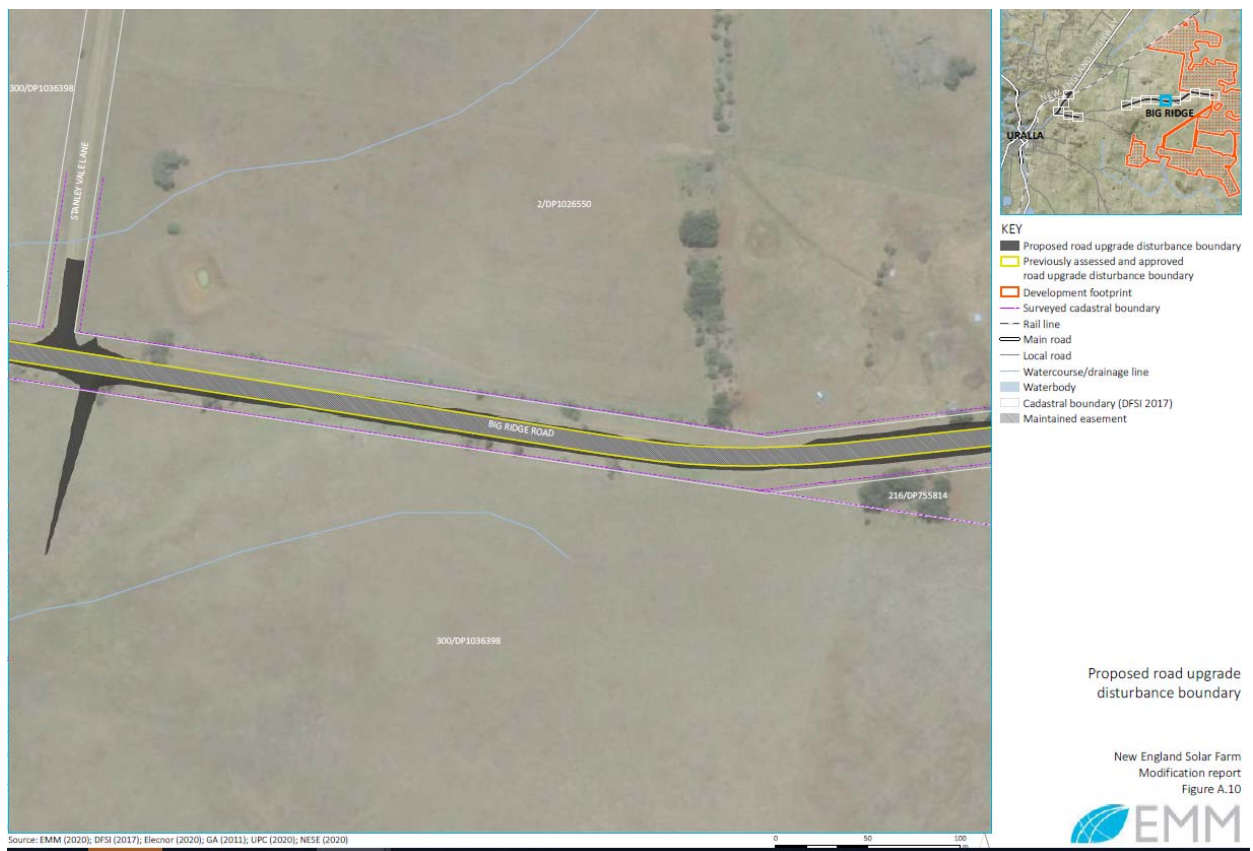 300/DP1036398
STANLEY VALE LANE
2/DP1026550
BIG RIDGE ROAD
216/DP755814
300/DP1036398
NEW ENGLAND HIGHWAY
BIG RIDGE
URALLA
KEY
Proposed road upgrade disturbance boundary
Previously assessed and approved
road upgrade disturbance boundary
Development footprint
Surveyed cadastral boundary
Rail line
Main road
Local road
Watercourse/drainage line
Waterbody
Cadastral boundary (DFSI 2017)
Maintained easement
Proposed road upgrade
disturbance boundary
New England Solar Farm
Modification report
Figure A.10
EMM
Source: EMM (2020); DFSI (2017); Elecnor (2020); GA (2011); UPC (2020); NESE (2020)
0 50 100